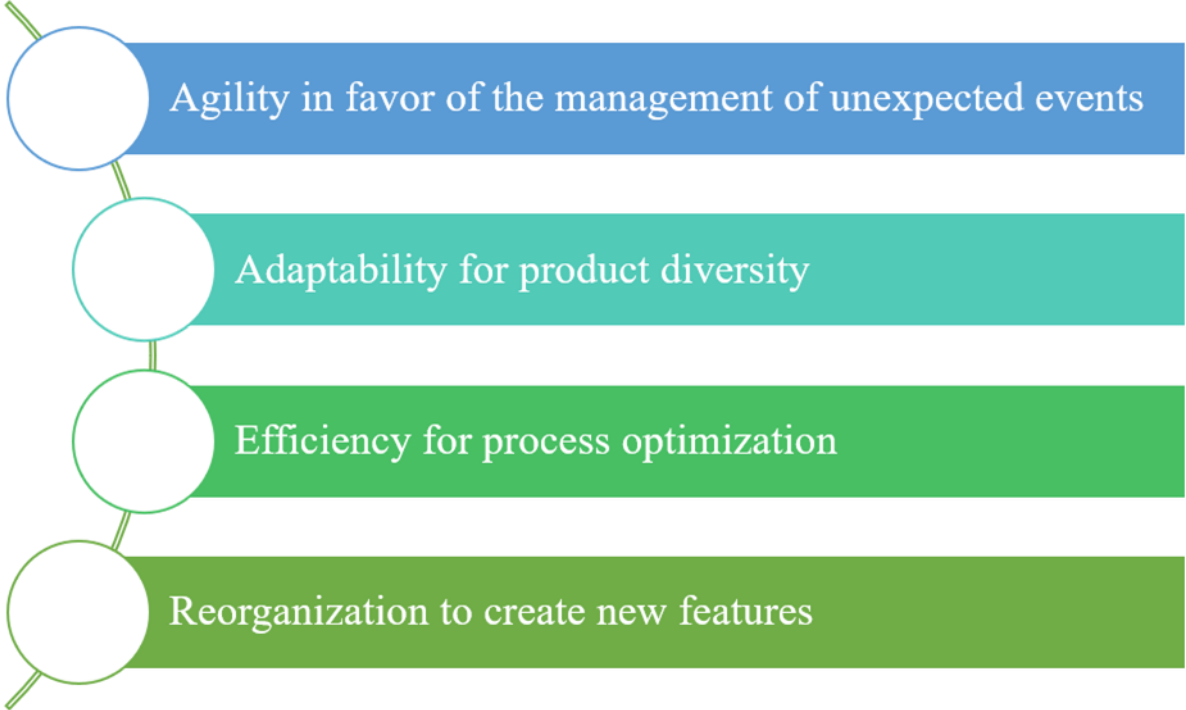 Agility in favor of the management of unexpected events
Adaptability for product diversity
Efficiency for process optimization
Reorganization to create new features